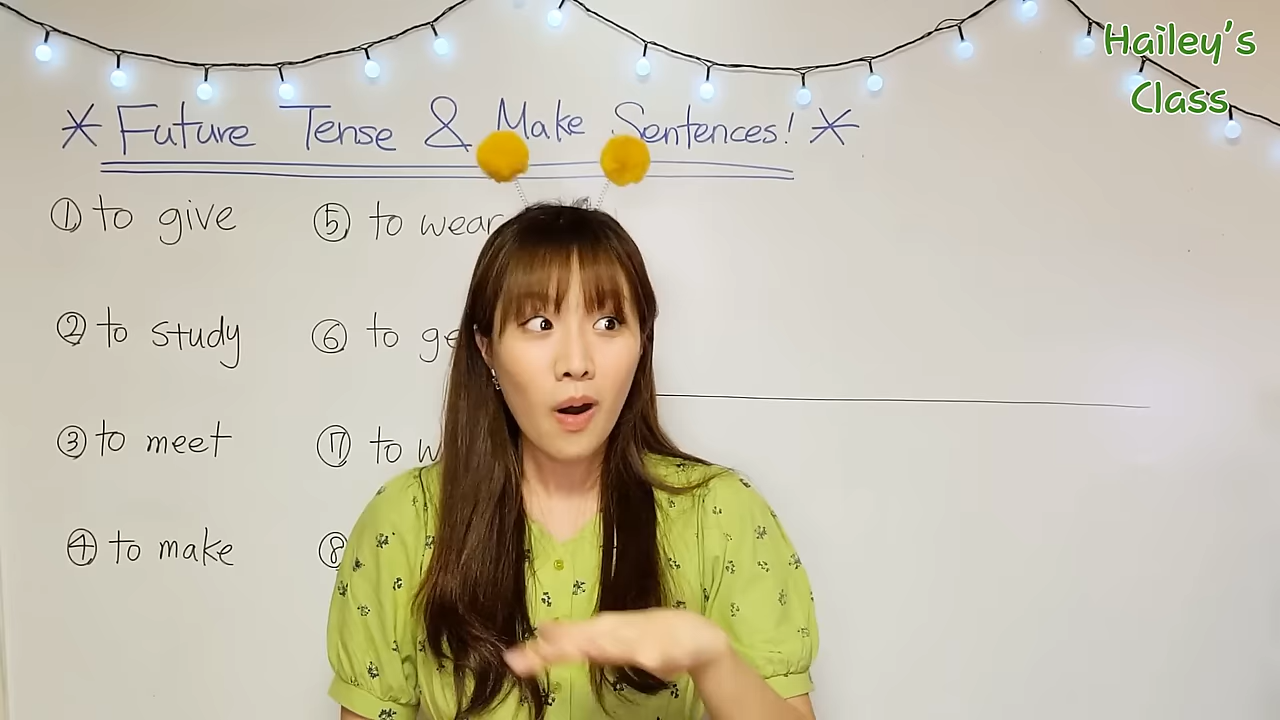 Hailey's
Class
* Future Tense & Make Sentences! *
① to give
② to study
③ to meet
④ to make
⑤ to wear
⑥ to
⑦ to
⑧